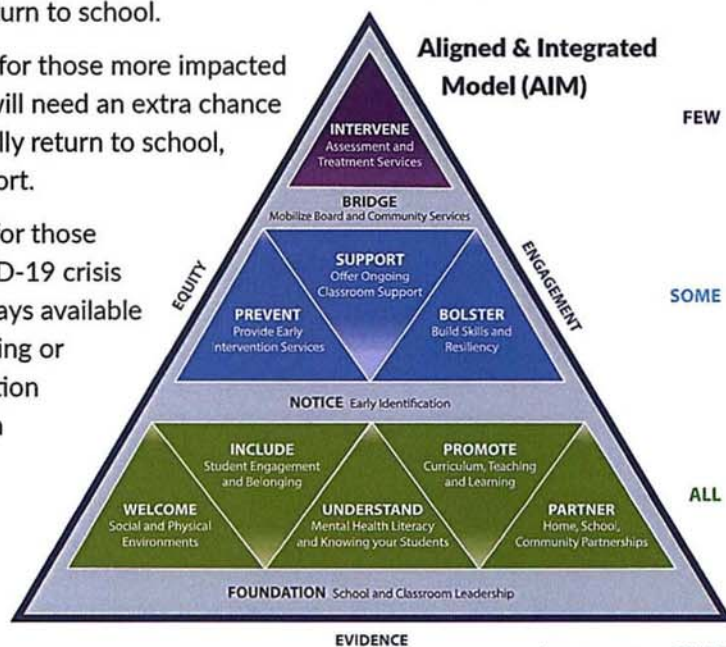 urn to school.
for those more impacted
vill need an extra chance
lly return to school,
ort.
for those
D-19 crisis
ays available
ing or
tion
Aligned & Integrated
Model (AIM)
FEW
INTERVENE
Assessment and
Treatment Services
BRIDGE
Mobilize Board and Community Services
EQUITY
ENGAGEMENT
SOME
SUPPORT
Offer Ongoing
Classroom Support
PREVENT
Provide Early
ntervention Services
BOLSTER
Build Skills and
Resiliency
NOTICE Early Identification
ALL
INCLUDE
Student Engagement
and Belonging
PROMOTE
Curriculum, Teaching
and Learning
WELCOME
Social and Physical
Environments
UNDERSTAND
Mental Health Literacy
and Knowing your Students
PARTNER
Home, School,
Community Partnerships
FOUNDATION School and Classroom Leadership
EVIDENCE